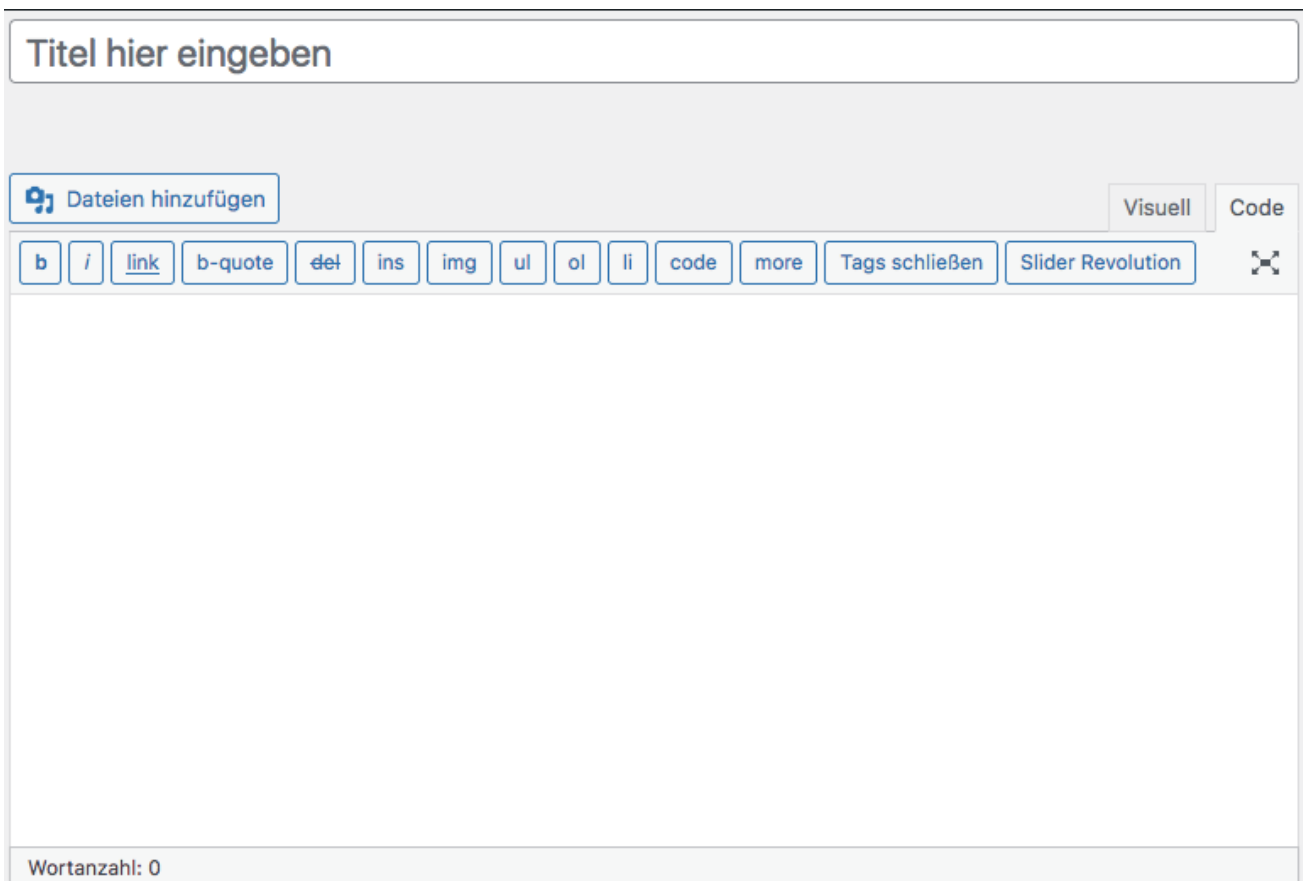 Titel hier eingeben
Dateien hinzufügen
Visuell Code
b i link b-quote del ins img ul ol li code more Tags schließen Slider Revolution
Wortanzahl: 0